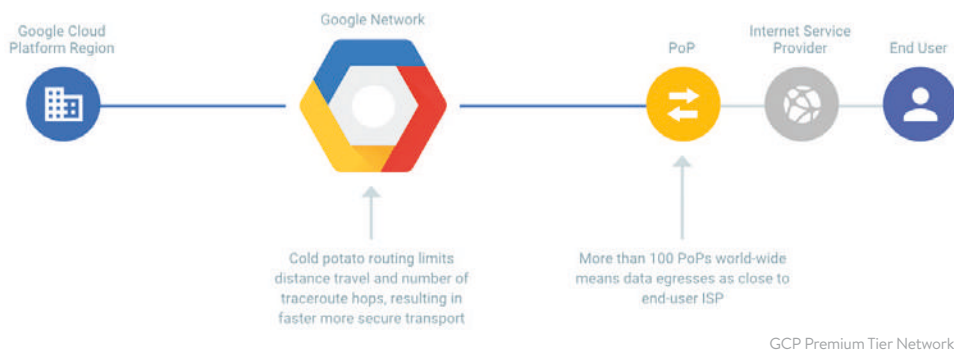 Google Cloud
Platform Region
Google Network
PoP
Internet Service
Provider
End User
Cold potato routing limits
distance travel and number of
traceroute hops, resulting in
faster more secure transport
More than 100 PoPs world-wide
means data egresses as close to
end-user ISP
GCP Premium Tier Network